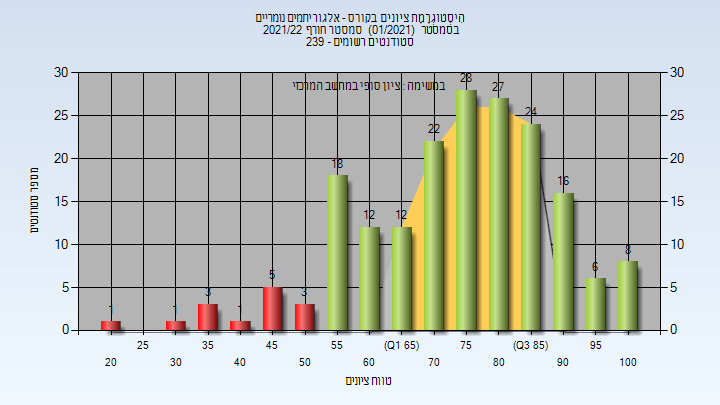 הִיסְטוֹגְרַמַת ציונים בקורס - אלגוריתמים נומריים
בסמסטר (01/2021) סמסטר חורף 2021/22
סטודנטים רשומים - 239
במשימה : ציון סופי במחשב המרכזי
30 30
25 25
20 20
15 15
10 10
5 5
0 0
מספר סטודנטים
1 1 3 1 5 3 18 12 12 22 28 27 24 16 6 8
25 35 45 55 (Q1 65) 75 (Q3 85) 95
20 30 40 50 60 70 80 90 100
טווח ציונים